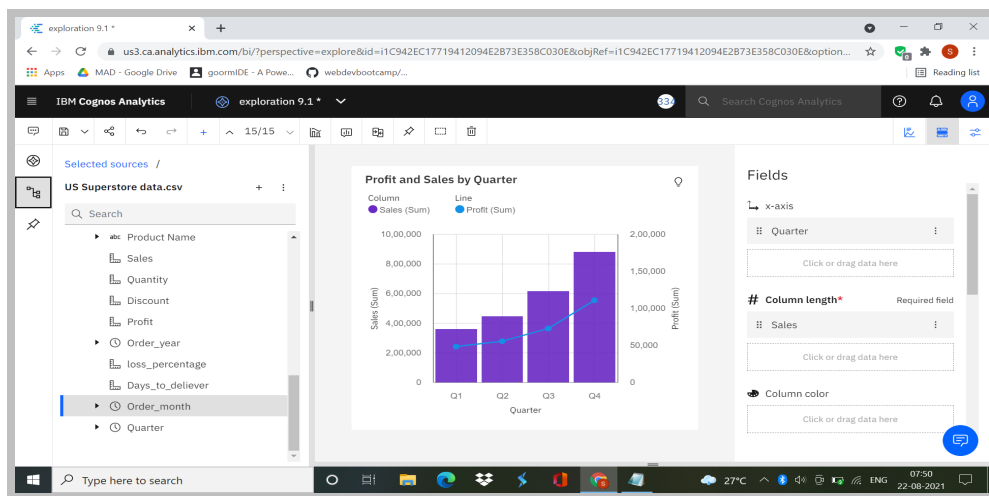 exploration 9.1 *
us3.ca.analytics.ibm.com/bi/?perspective=explore&id=i1C942EC17719412094E2B73E358C030E&objRef=i1C942EC17719412094E2B73E358C030E&option...
S
Apps MAD - Google Drive goormIDE - A Powe... webdevbootcamp/... Reading list
IBM Cognos Analytics exploration 9.1 * 334 Search Cognos Analytics
15/15
Selected sources /
US Superstore data.csv
Search
abc Product Name
Sales
Quantity
Discount
Profit
Order_year
loss_percentage
Days_to_deliever
Order_month
Quarter
Profit and Sales by Quarter
Column Line
Sales (Sum) Profit (Sum)
10,00,000
8,00,000
6,00,000
4,00,000
2,00,000
0
Sales (Sum)
2,00,000
1,50,000
1,00,000
50,000
0
Profit (Sum)
Q1 Q2 Q3 Q4
Quarter
Fields
x-axis
Quarter
Click or drag data here
# Column length* Required field
Sales
Click or drag data here
Column color
Click or drag data here
Type here to search
27°C ENG
07:50
22-08-2021